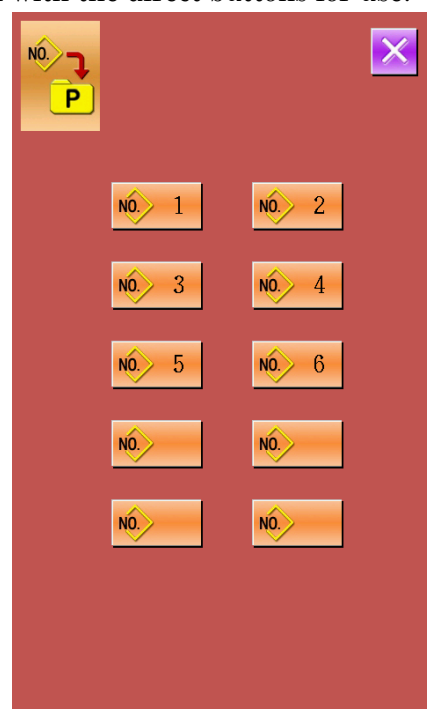 with the direct buttons for use.
NO.
P
NO. 1 NO. 2
NO. 3 NO. 4
NO. 5 NO. 6
NO. NO.
NO. NO.